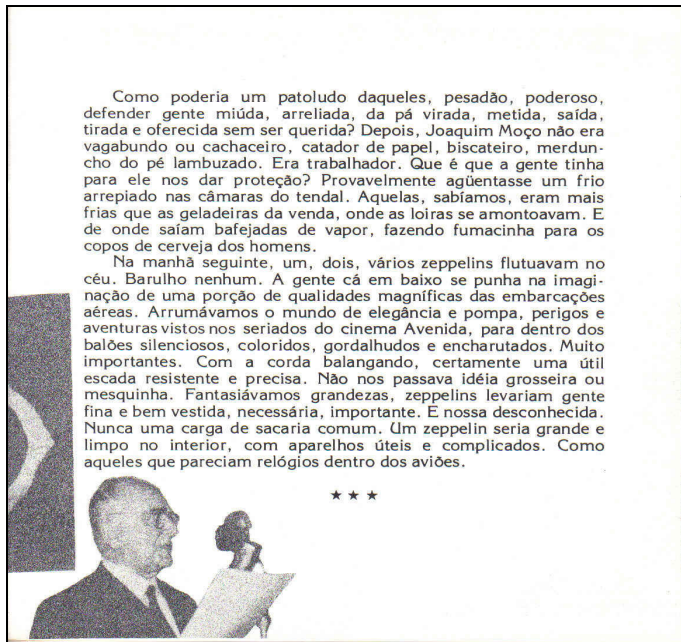 Como poderia um patoludo daqueles, pesadão, poderoso,
defender gente miúda, arreliada, da pá virada, metida, saída,
tirada e oferecida sem ser querida? Depois, Joaquim Moço não era
vagabundo ou cachaceiro, catador de papel, biscateiro, merdun-
cho do pé lambuzado. Era trabalhador. Que é que a gente tinha
para ele nos dar proteção? Provavelmente agüentasse um frio
arrepiado nas câmaras do tendal. Aquelas, sabíamos, eram mais
frias que as geladeiras da venda, onde as loiras se amontoavam. E
de onde saíam bafejadas de vapor, fazendo fumacinha para os
copos de cerveja dos homens.
Na manhã seguinte, um, dois, vários zeppelins flutuavam no
céu. Barulho nenhum. A gente cá em baixo se punha na imagi-
nação de uma porção de qualidades magníficas das embarcações
aéreas. Arrumávamos o mundo de elegância e pompa, perigos e
aventuras vistos nos seriados do cinema Avenida, para dentro dos
balões silenciosos, coloridos, gordalhudos e encharutados. Muito
importantes. Com a corda balangando, certamente uma útil
escada resistente e precisa. Não nos passava idéia grosseira ou
mesquinha. Fantasiávamos grandezas, zeppelins levariam gente
fina e bem vestida, necessária, importante. E nossa desconhecida.
Nunca uma carga de sacaria comum. Um zeppelin seria grande e
limpo no interior, com aparelhos úteis e complicados. Como
aqueles que pareciam relógios dentro dos aviões.
★ ★ ★